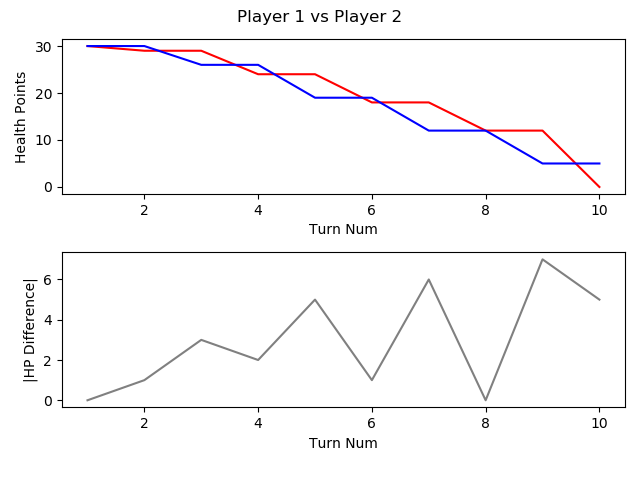 Player 1 vs Player 2
30
20
10
0
Health Points
2 4 6 8 10
Turn Num
6
4
2
0
|HP Difference|
2 4 6 8 10
Turn Num